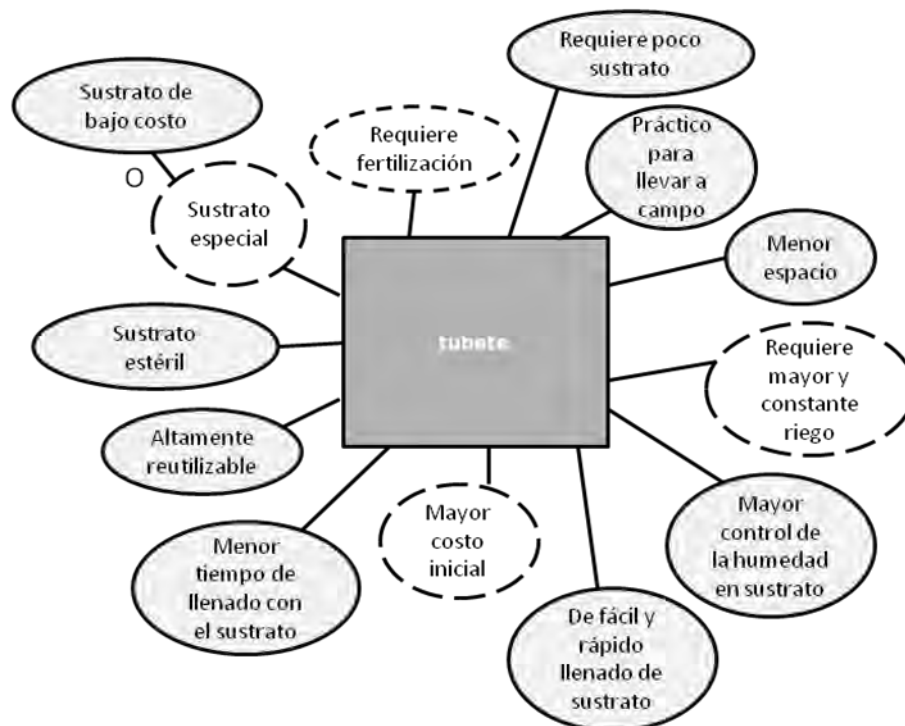 Requiere poco
sustrato
Sustrato de
bajo costo
O
Requiere
fertilización
Práctico
para
llevar a
campo
Sustrato
especial
Menor
espacio
Sustrato
estéril
tubete
Requiere
mayor y
constante
riego
Altamente
reutilizable
Mayor
costo
inicial
Mayor
control de
la humedad
en sustrato
Menor
tiempo de
llenado con
el sustrato
De fácil y
rápido
llenado de
sustrato